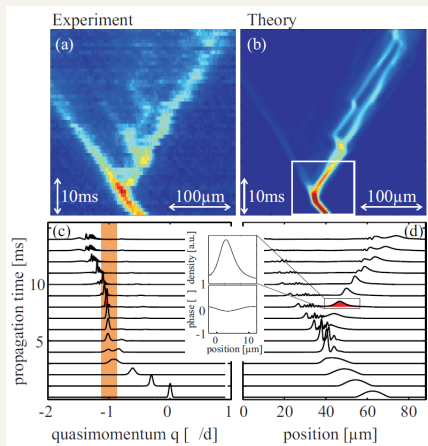 Experiment
Theory
(a)
(b)
10ms
100µm
10ms
100µm
propagation time [ms]
(c)
(d)
10
5
density [a.u.]
phase [ ]
1
0
-1
0
5
10
position [µm]
-2
-1
0
0
20
40
60
80
quasimomentum q [ /d]
position [µm]